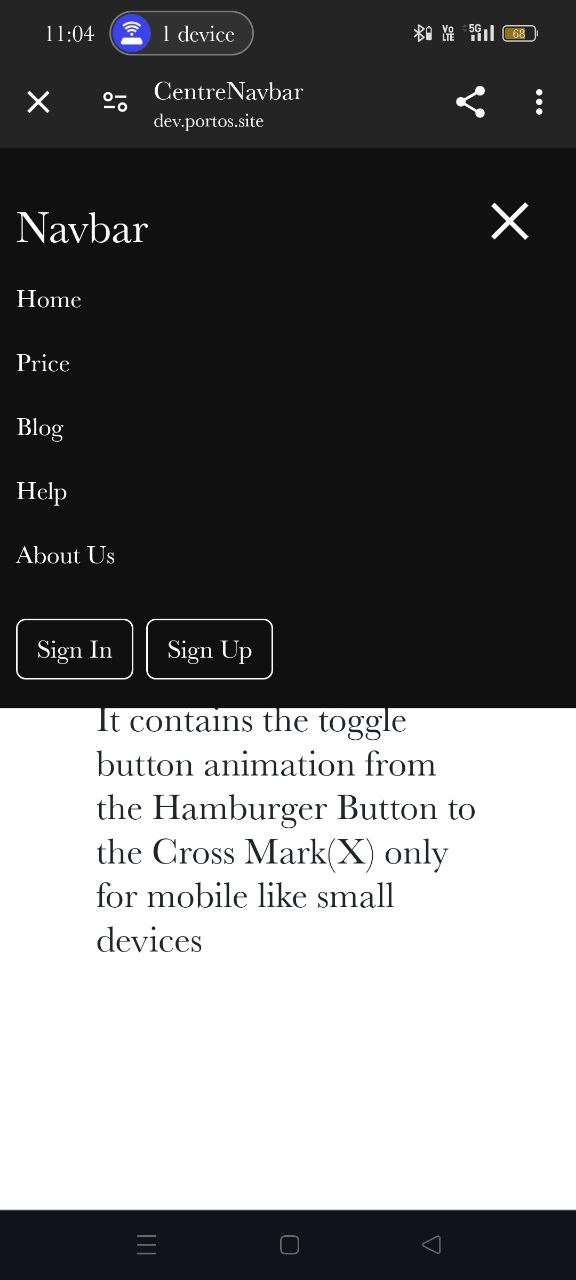 11:04 1 device Vo LTE 5G 68
CentreNavbar
dev.portos.site
Navbar
Home
Price
Blog
Help
About Us
Sign In Sign Up
It contains the toggle
button animation from
the Hamburger Button to
the Cross Mark(X) only
for mobile like small
devices